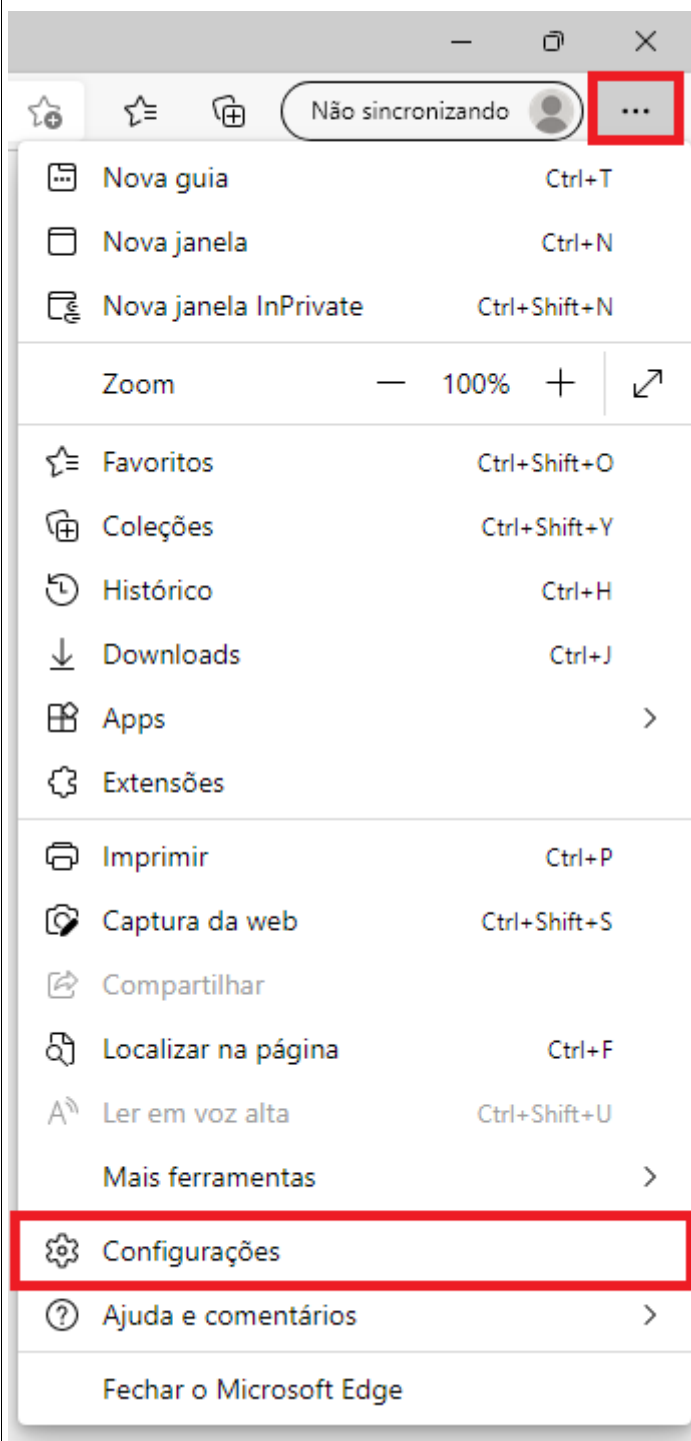 Não sincronizando
Nova guia Ctrl+T
Nova janela Ctrl+N
Nova janela InPrivate Ctrl+Shift+N
Zoom 100%
Favoritos Ctrl+Shift+O
Coleções Ctrl+Shift+Y
Histórico Ctrl+H
Downloads Ctrl+J
Apps
Extensões
Imprimir Ctrl+P
Captura da web Ctrl+Shift+S
Compartilhar
Localizar na página Ctrl+F
Ler em voz alta Ctrl+Shift+U
Mais ferramentas
Configurações
Ajuda e comentários
Fechar o Microsoft Edge